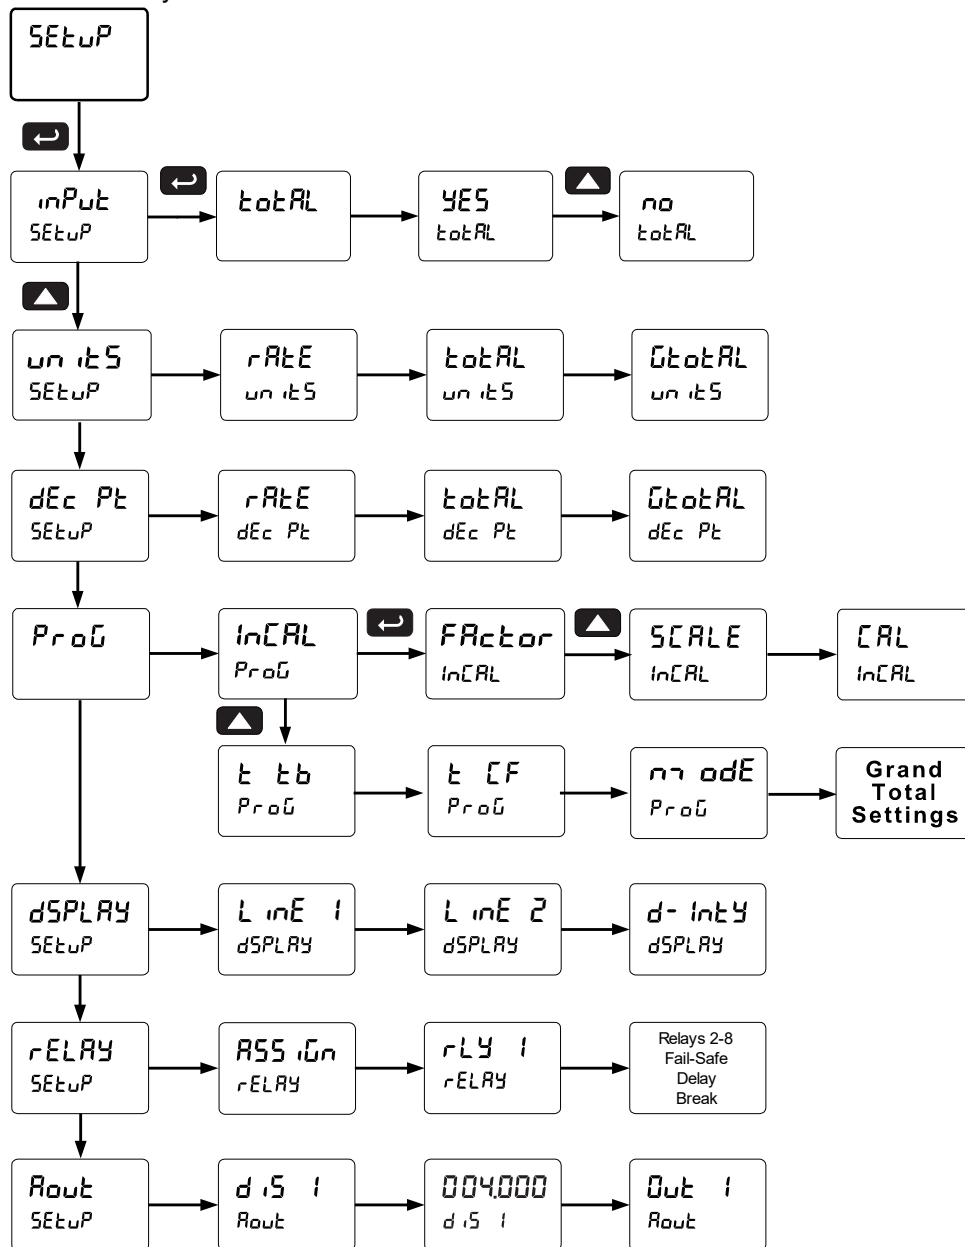 SEtuP
inPut
SEtuP
totAL
YES
totAL
no
totAL
unitS
SEtuP
rAtE
unitS
totAL
unitS
GtotAL
unitS
dEc Pt
SEtuP
rAtE
dEc Pt
totAL
dEc Pt
GtotAL
dEc Pt
ProG
InCAL
ProG
FActor
InCAL
SCALE
InCAL
CAL
InCAL
t tb
ProG
t CF
ProG
modE
ProG
Grand
Total
Settings
dSPLAY
SEtuP
LinE 1
dSPLAY
LinE 2
dSPLAY
d-IntY
dSPLAY
rELAY
SEtuP
ASSiGn
rELAY
rLY 1
rELAY
Relays 2-8
Fail-Safe
Delay
Break
Aout
SEtuP
diS 1
Aout
004.000
diS 1
Out 1
Aout